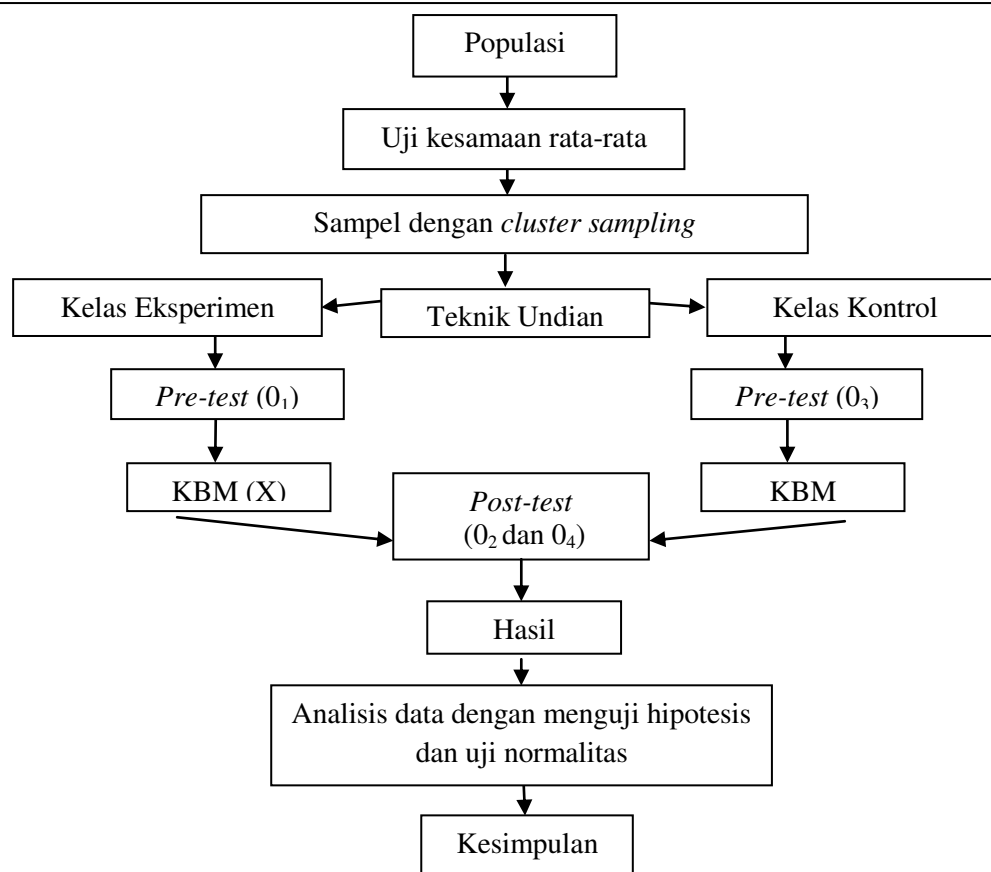 Populasi
Uji kesamaan rata-rata
Sampel dengan cluster sampling
Kelas Eksperimen
Teknik Undian
Kelas Kontrol
Pre-test (0₁)
Pre-test (0₃)
KBM (X)
Post-test
(0₂ dan 0₄)
KBM
Hasil
Analisis data dengan menguji hipotesis
dan uji normalitas
Kesimpulan